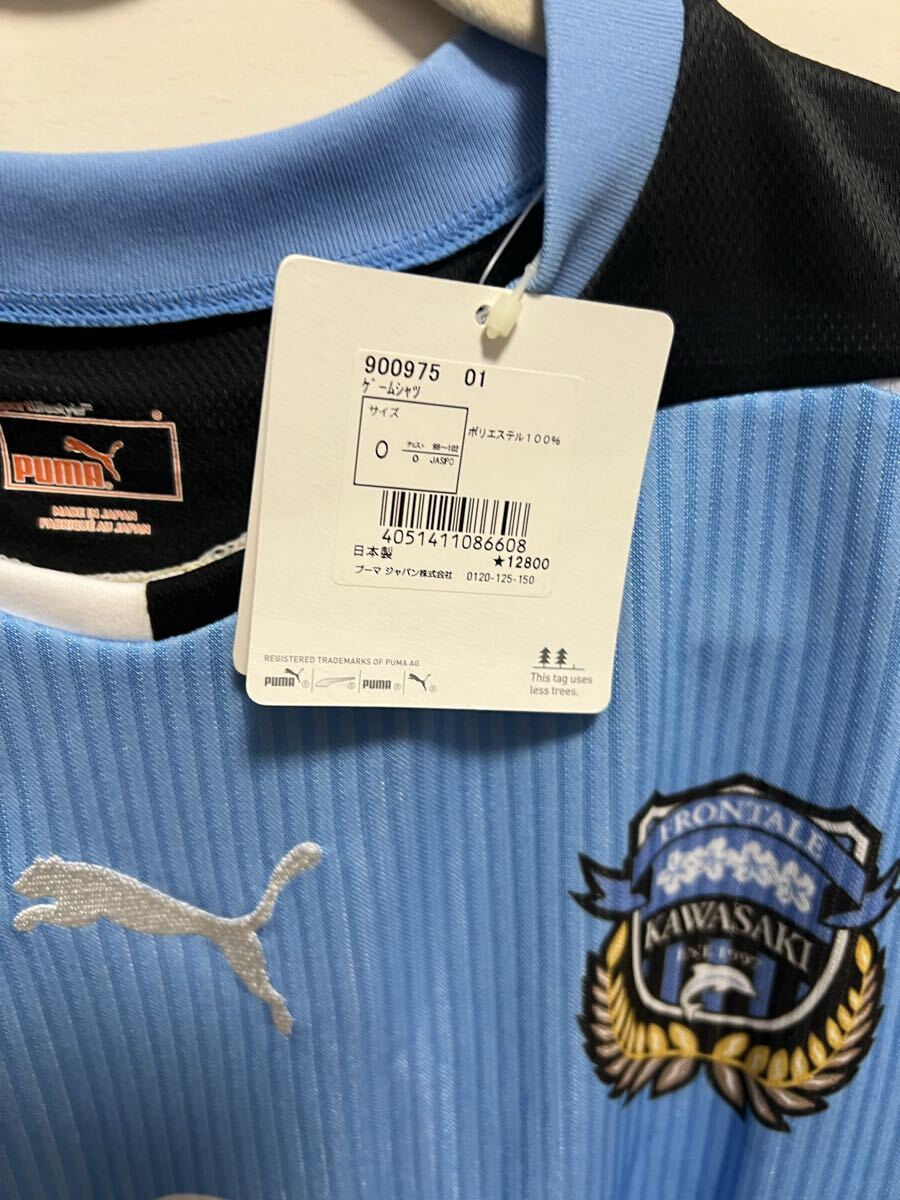 900975 01
ゲームシャツ
サイズ
O
チェスト 98〜102
O JASPO
ポリエステル100%
4051411086608
日本製
★12800
プーマ ジャパン株式会社 0120-125-150
REGISTERED TRADEMARKS OF PUMA AG
PUMA PUMA
This tag uses
less trees.
PUMA
MADE IN JAPAN
FABRIQUÉ AU JAPAN
FRONTALE
KAWASAKI